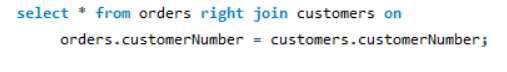 select * from orders right join customers on
orders.customerNumber = customers.customerNumber;